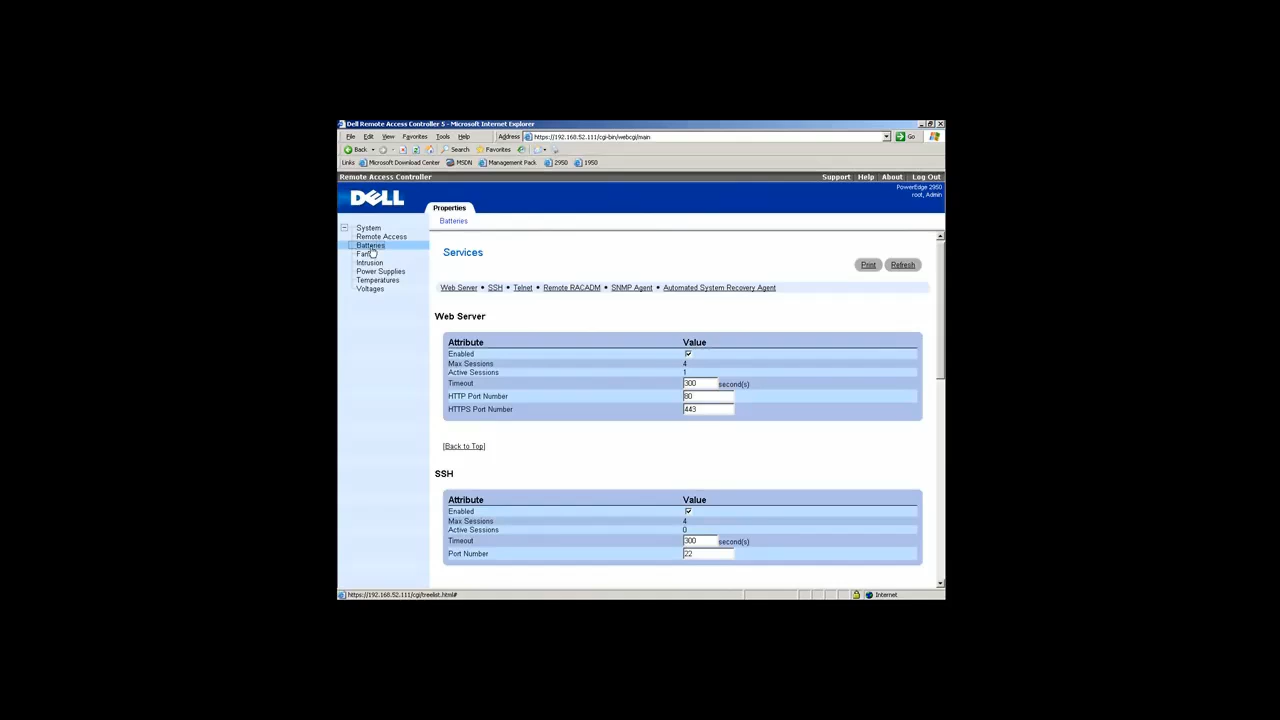 Dell Remote Access Controller 5 - Microsoft Internet Explorer
File Edit View Favorites Tools Help Address https://192.168.52.111/cgi-bin/webcgi/main Go
Back Search Favorites
Links Microsoft Download Center MSDN Management Pack 2950 1950
Remote Access Controller Support Help About Log Out
DELL
PowerEdge 2950
root, Admin
Properties
Batteries
System
Remote Access
Batteries
Fan
Intrusion
Power Supplies
Temperatures
Voltages
Services
Print Refresh
Web Server • SSH • Telnet • Remote RACADM • SNMP Agent • Automated System Recovery Agent
Web Server
Attribute Value
Enabled
Max Sessions 4
Active Sessions 1
Timeout 300 second(s)
HTTP Port Number 80
HTTPS Port Number 443
[Back to Top]
SSH
Attribute Value
Enabled
Max Sessions 4
Active Sessions 0
Timeout 300 second(s)
Port Number 22
https://192.168.52.111/cgi/treelist.html# Internet